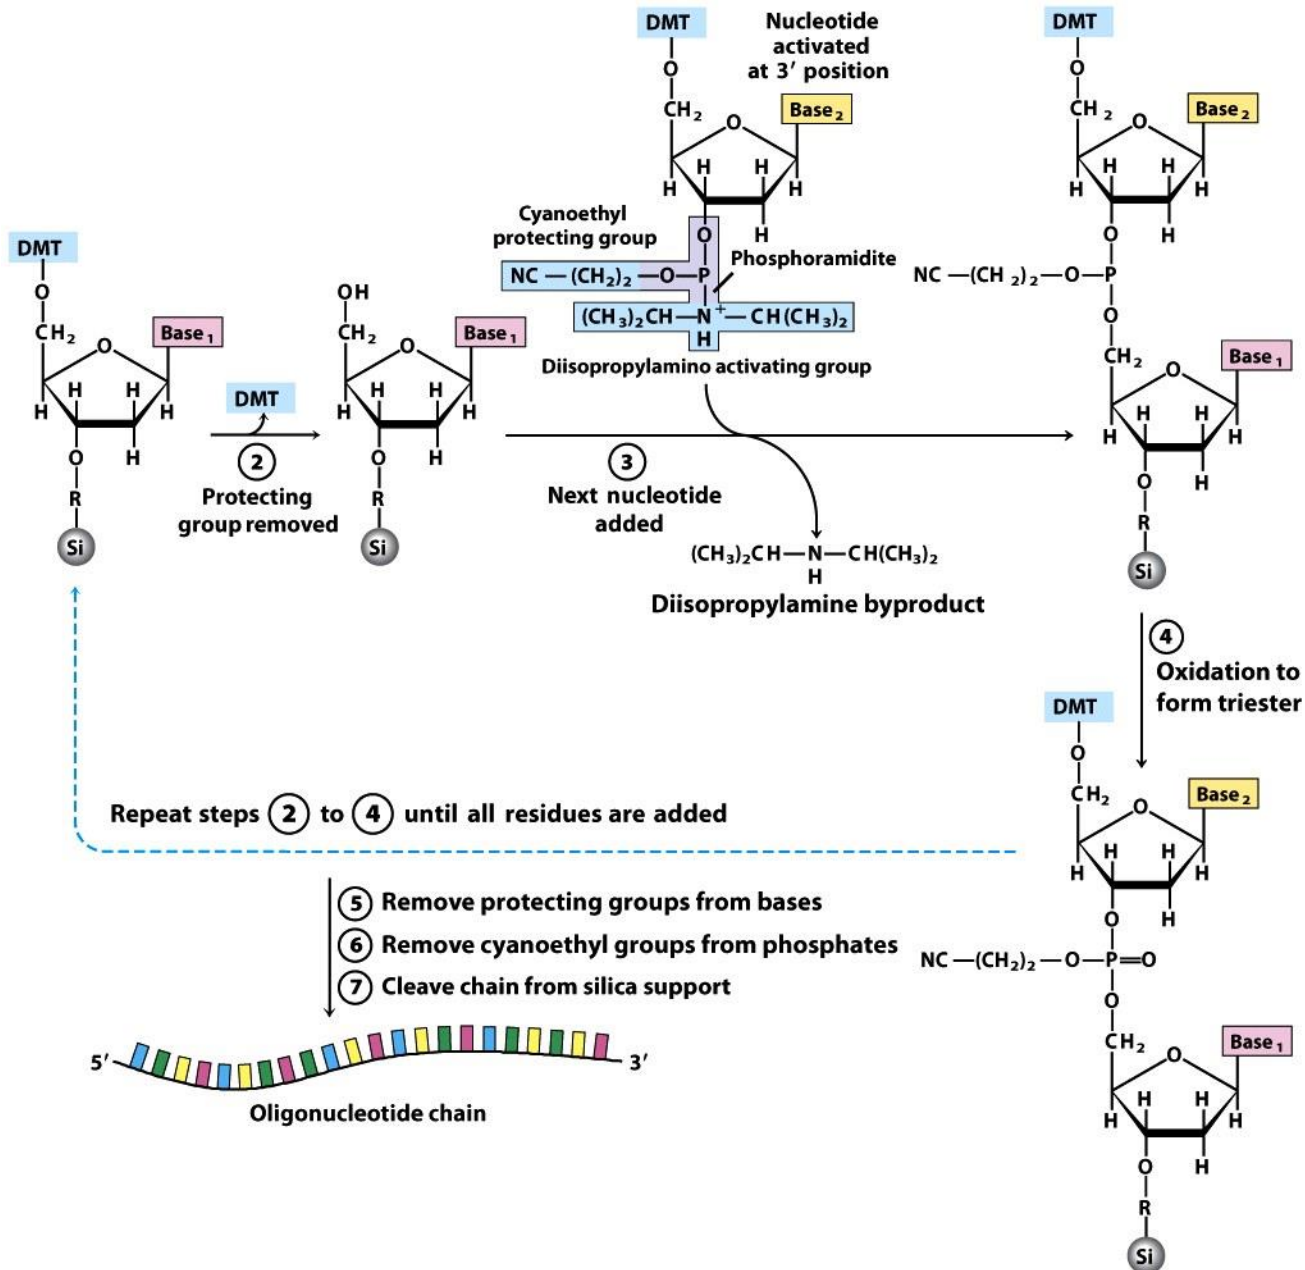 DMT
O
CH₂
O
Base₁
H
H
H
O
H
R
Si
DMT
2
Protecting
group removed
OH
CH₂
O
Base₁
H
H
H
H
O
H
R
Si
DMT
Nucleotide
activated
at 3′ position
O
CH₂
O
Base₂
H
H
H
H
O
H
Cyanoethyl
protecting group
Phosphoramidite
NC—(CH₂)₂—O—P
(CH₃)₂CH—N⁺—CH(CH₃)₂
H
Diisopropylamino activating group
3
Next nucleotide
added
(CH₃)₂CH—N—CH(CH₃)₂
H
Diisopropylamine byproduct
DMT
O
CH₂
O
Base₂
H
H
H
H
O
H
NC—(CH₂)₂—O—P
O
CH₂
O
Base₁
H
H
H
H
O
H
R
Si
4
Oxidation to
form triester
DMT
O
CH₂
O
Base₂
H
H
H
H
O
H
NC—(CH₂)₂—O—P=O
O
CH₂
O
Base₁
H
H
H
H
O
H
R
Si
Repeat steps 2 to 4 until all residues are added
5 Remove protecting groups from bases
6 Remove cyanoethyl groups from phosphates
7 Cleave chain from silica support
5′
3′
Oligonucleotide chain